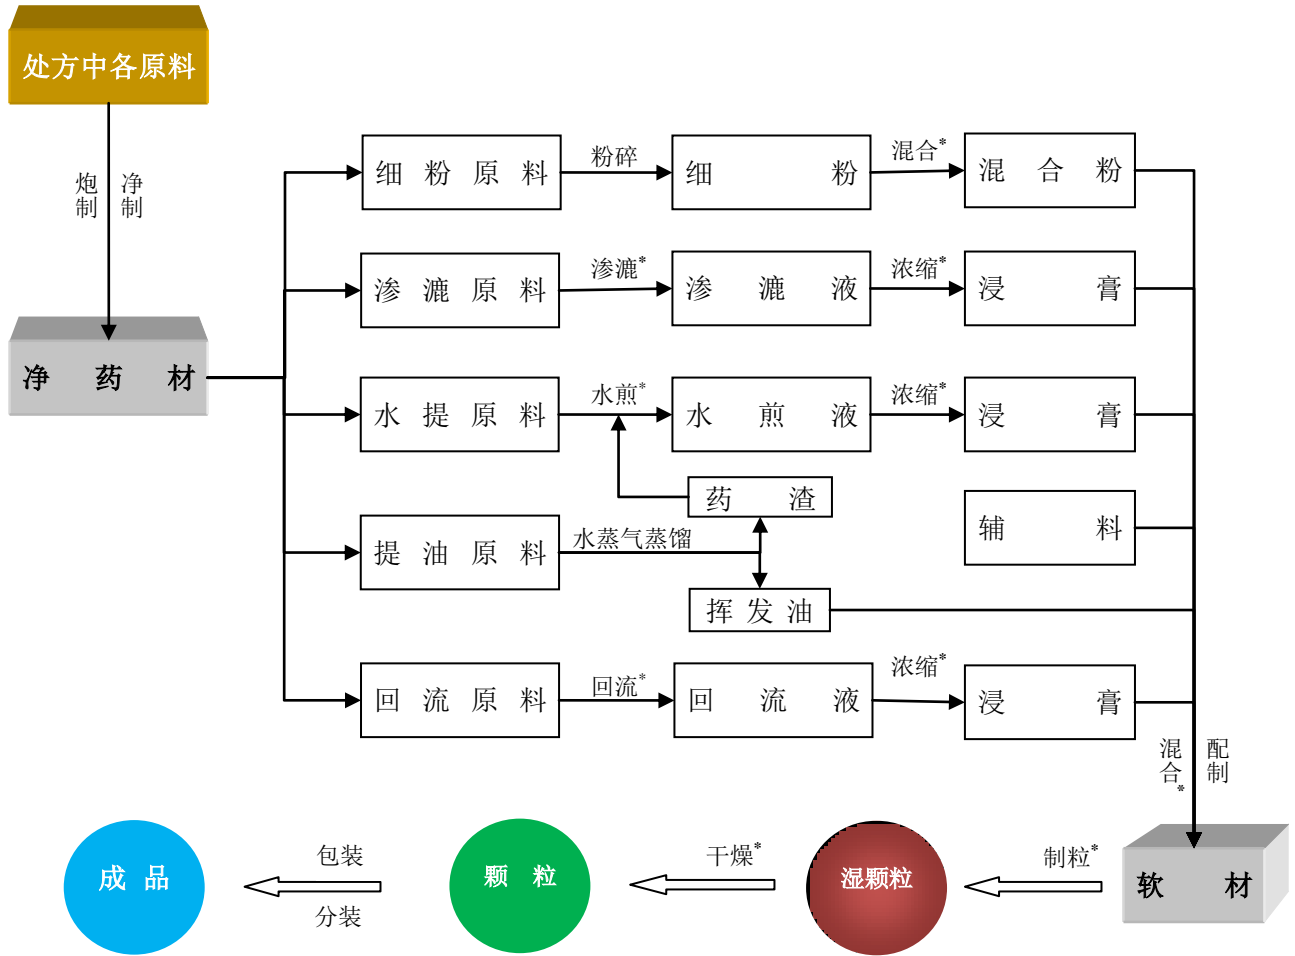 处方中各原料
炮制
净制
净药材
细粉原料
粉碎
细粉
混合*
混合粉
渗漉原料
渗漉*
渗漉液
浓缩*
浸膏
水提原料
水煎*
水煎液
浓缩*
浸膏
药渣
辅料
提油原料
水蒸气蒸馏
挥发油
回流原料
回流*
回流液
浓缩*
浸膏
混合*
配制
软材
制粒*
湿颗粒
干燥*
颗粒
包装
分装
成品